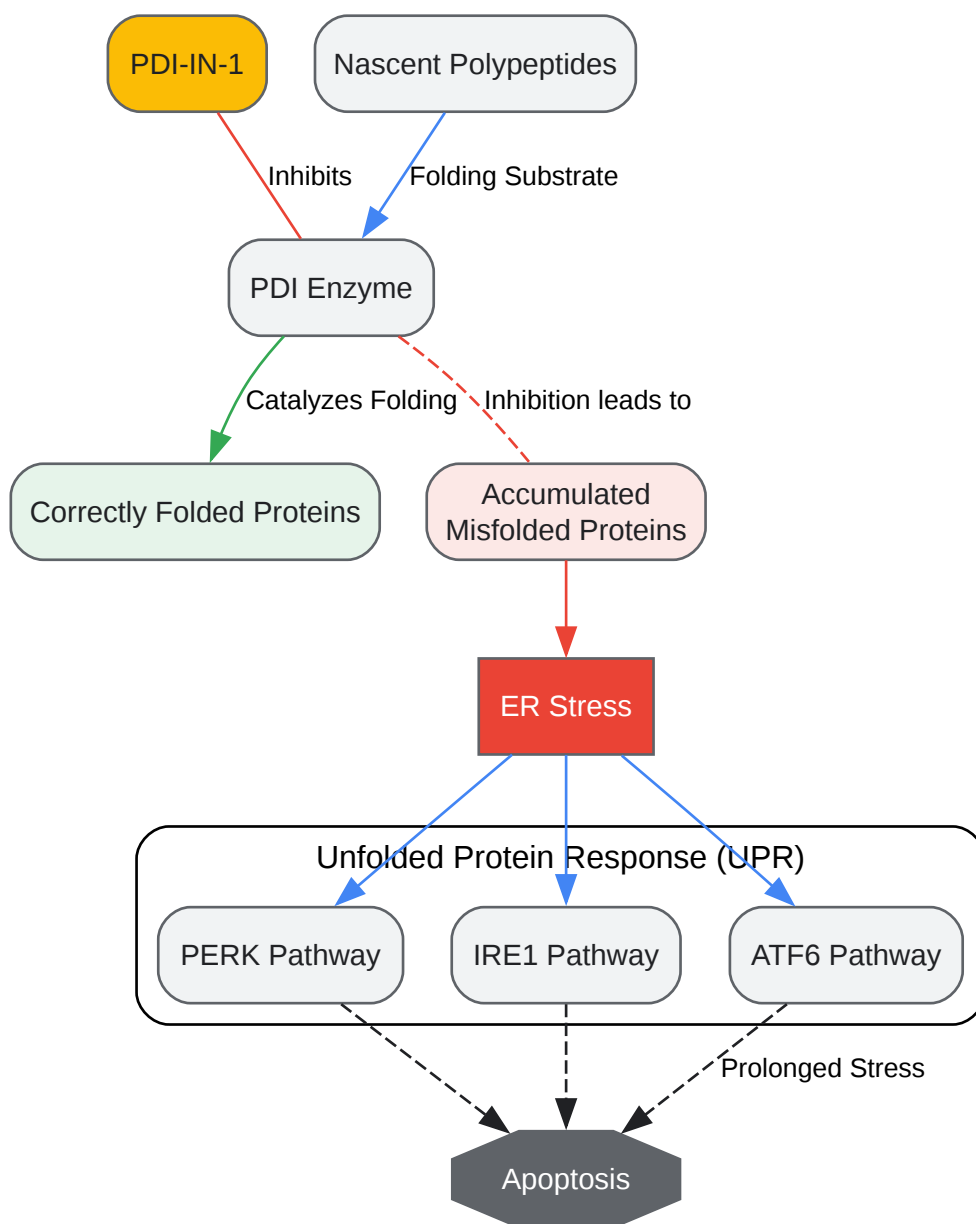 PDI-IN-1
Nascent Polypeptides
Inhibits
Folding Substrate
PDI Enzyme
Catalyzes Folding
Inhibition leads to
Correctly Folded Proteins
Accumulated
Misfolded Proteins
ER Stress
Unfolded Protein Response (UPR)
PERK Pathway
IRE1 Pathway
ATF6 Pathway
Prolonged Stress
Apoptosis